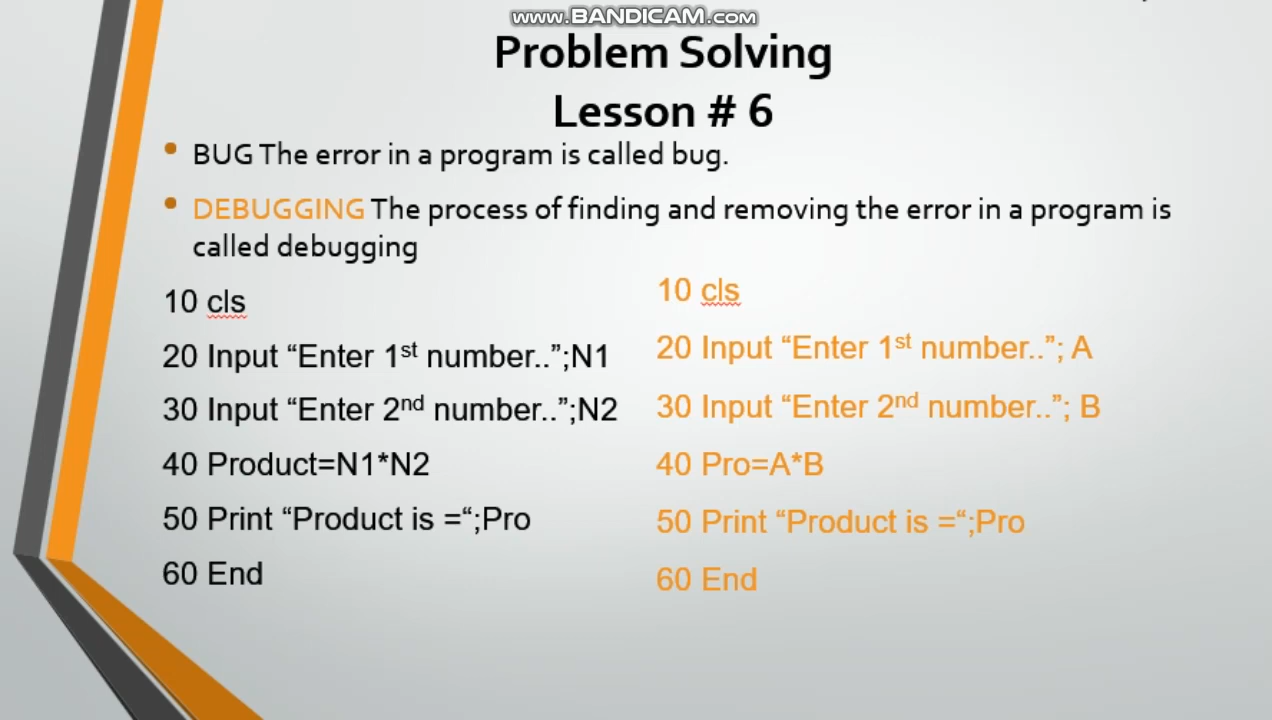 www.BANDICAM.com
Problem Solving
Lesson # 6
• BUG The error in a program is called bug.
• DEBUGGING The process of finding and removing the error in a program is
called debugging
10 cls
20 Input “Enter 1st number..”;N1
30 Input “Enter 2nd number..”;N2
40 Product=N1*N2
50 Print “Product is =“;Pro
60 End
10 cls
20 Input “Enter 1st number..”; A
30 Input “Enter 2nd number..”; B
40 Pro=A*B
50 Print “Product is =“;Pro
60 End